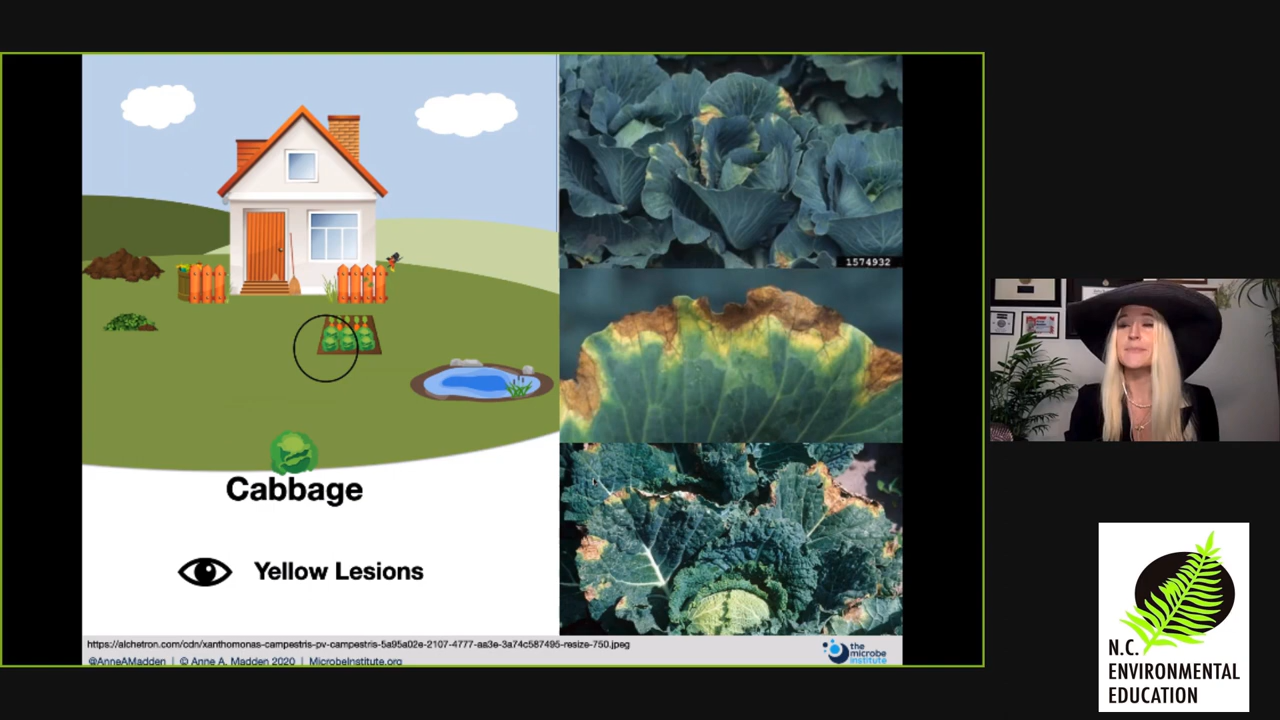 1574932
Cabbage
Yellow Lesions
https://alchetron.com/cdn/xanthomonas-campestris-pv-campestris-5a95a02e-2107-4777-aa3e-3a74c587495-resize-750.jpeg
@AnneAMadden | © Anne A. Madden 2020 | MicrobeInstitute.org
the
microbe
institute
N.C.
ENVIRONMENTAL
EDUCATION